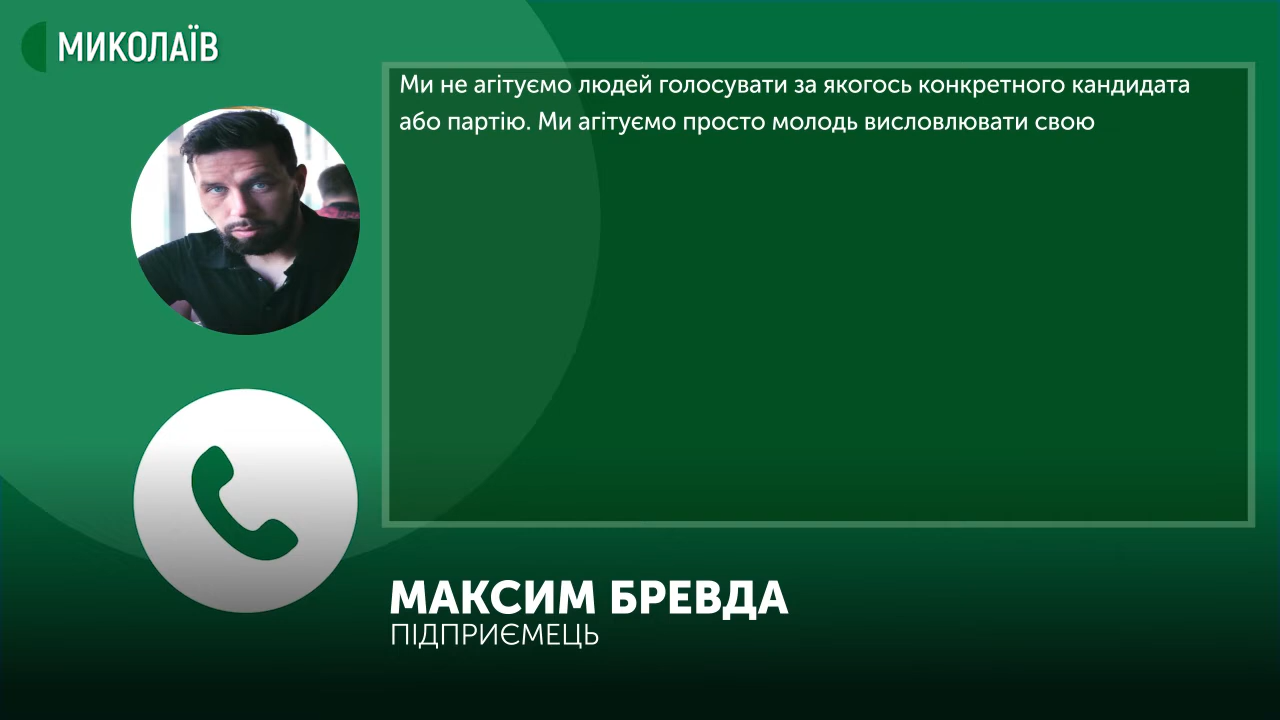 МИКОЛАЇВ
Ми не агітуємо людей голосувати за якогось конкретного кандидата
або партію. Ми агітуємо просто молодь висловлювати свою
МАКСИМ БРЕВДА
ПІДПРИЄМЕЦЬ